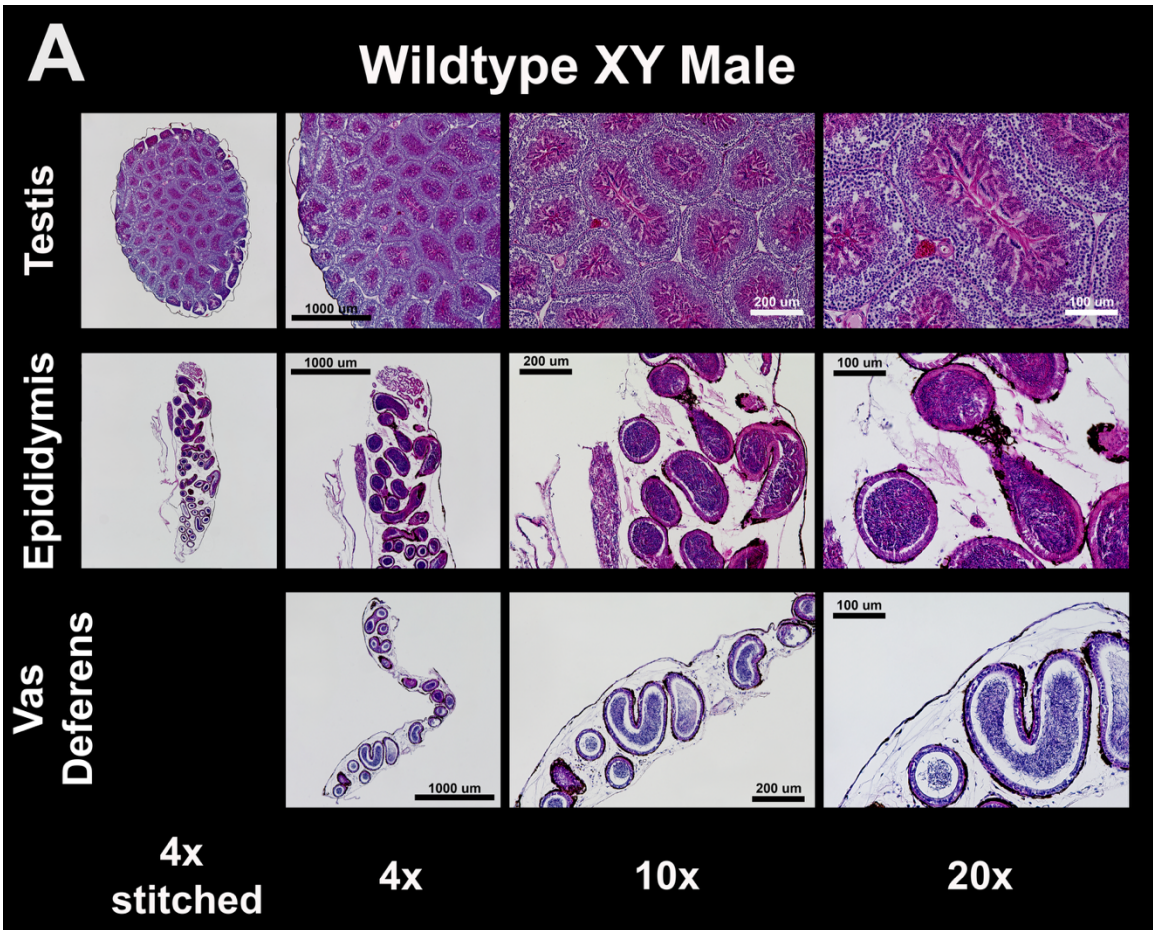 A
Wildtype XY Male
Testis
1000 um
200 um
100 um
Epididymis
1000 um
200 um
100 um
Vas
Deferens
1000 um
200 um
100 um
4x
stitched
4x
10x
20x